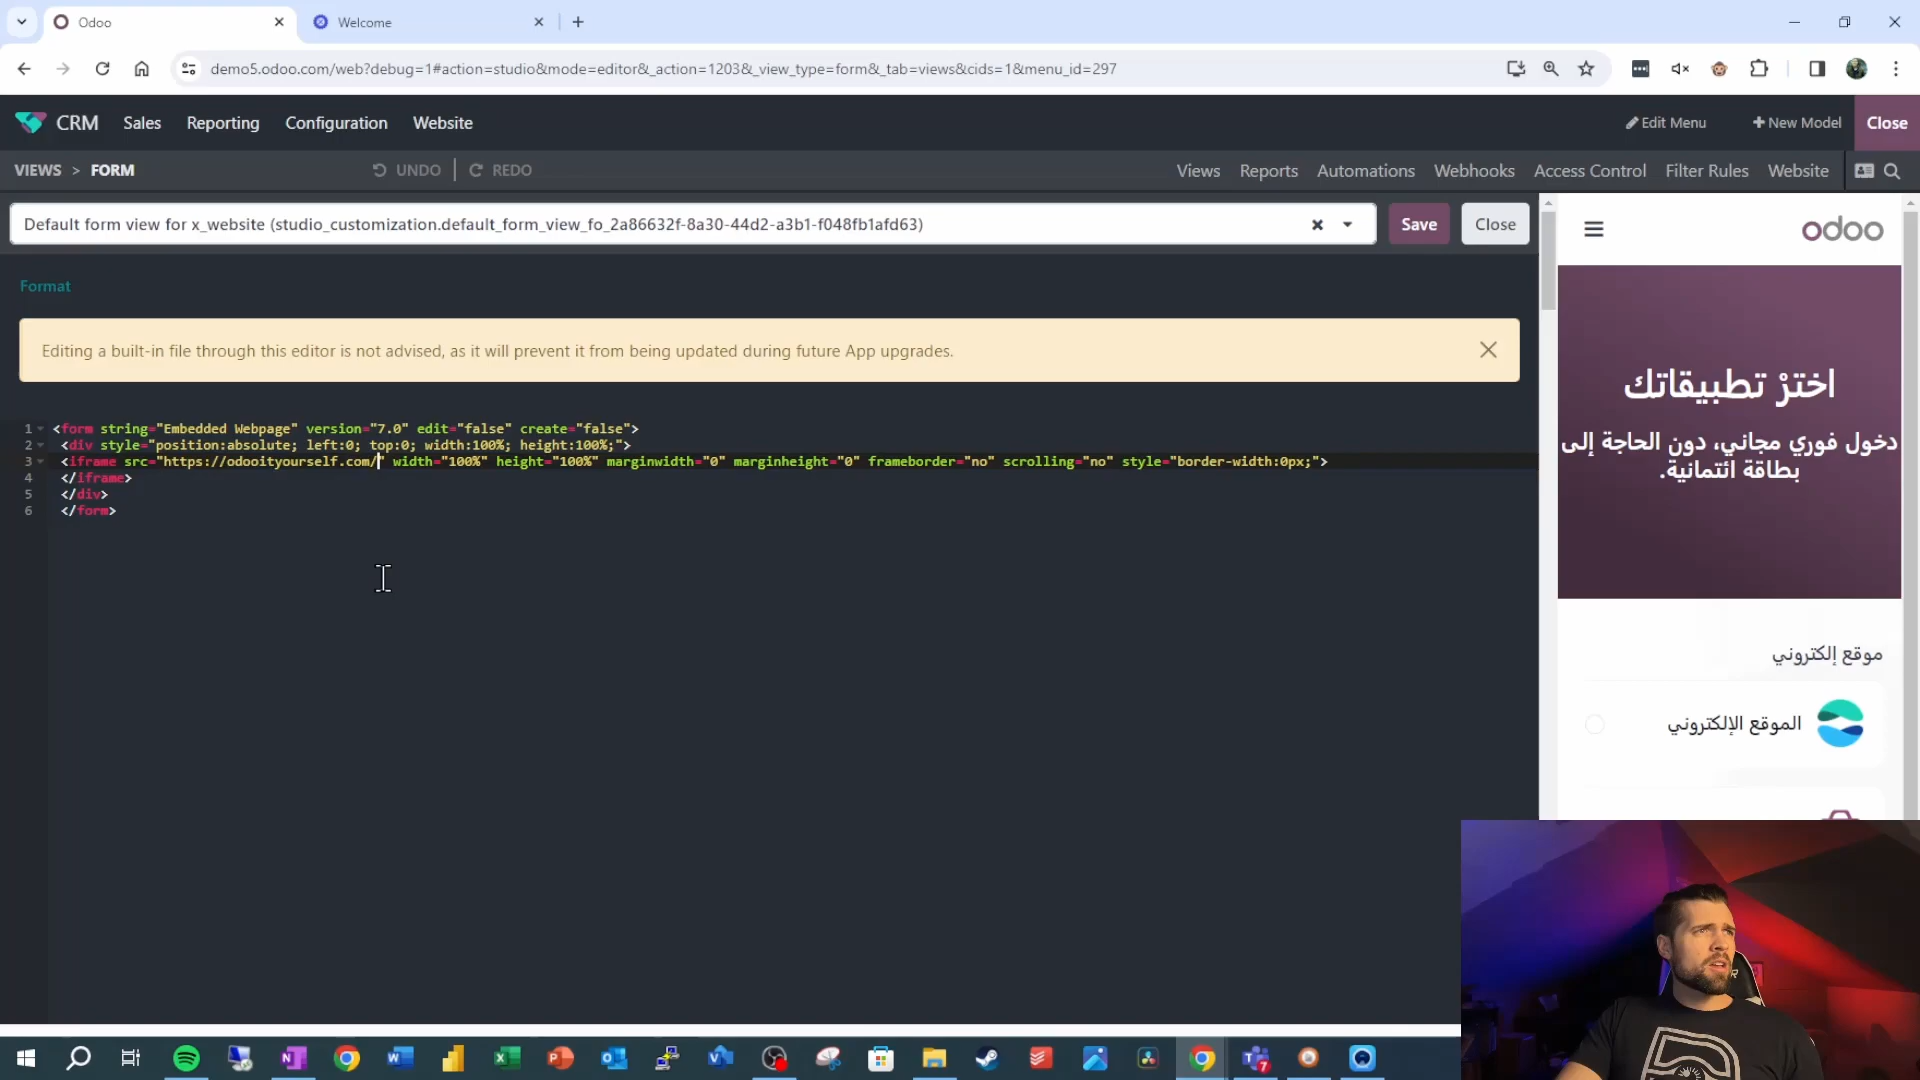 Odoo
Welcome
demo5.odoo.com/web?debug=1#action=studio&mode=editor&_action=1203&_view_type=form&_tab=views&cids=1&menu_id=297
CRM Sales Reporting Configuration Website
Edit Menu
New Model
Close
VIEWS > FORM
UNDO
REDO
Views Reports Automations Webhooks Access Control Filter Rules Website
Default form view for x_website (studio_customization.default_form_view_fo_2a86632f-8a30-44d2-a3b1-f048fb1afd63)
Save
Close
Format
Editing a built-in file through this editor is not advised, as it will prevent it from being updated during future App upgrades.
1 <form string="Embedded Webpage" version="7.0" edit="false" create="false">
2 <div style="position:absolute; left:0; top:0; width:100%; height:100%;">
3 <iframe src="https://odooityourself.com/" width="100%" height="100%" marginwidth="0" marginheight="0" frameborder="no" scrolling="no" style="border-width:0px;">
4 </iframe>
5 </div>
6 </form>
odoo
اخترْ تطبيقاتك
دخول فوري مجاني، دون الحاجة إلى
بطاقة ائتمانية.
موقع إلكتروني
الموقع الإلكتروني
7